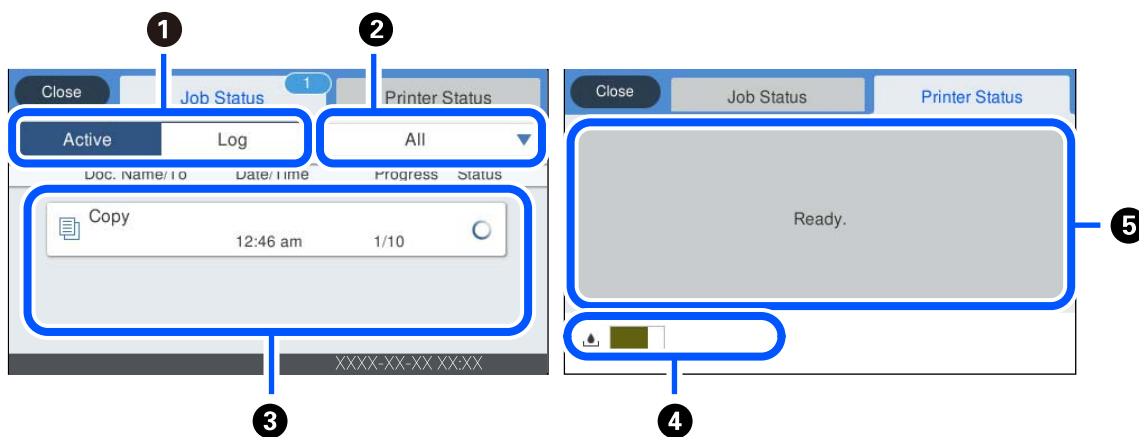 1 2
Close Job Status 1 Printer Status
Active Log All
Doc. Name/To Date/Time Progress Status
Copy
12:46 am 1/10
XXXX-XX-XX XX:XX
3
Close Job Status Printer Status
Ready.
5
4